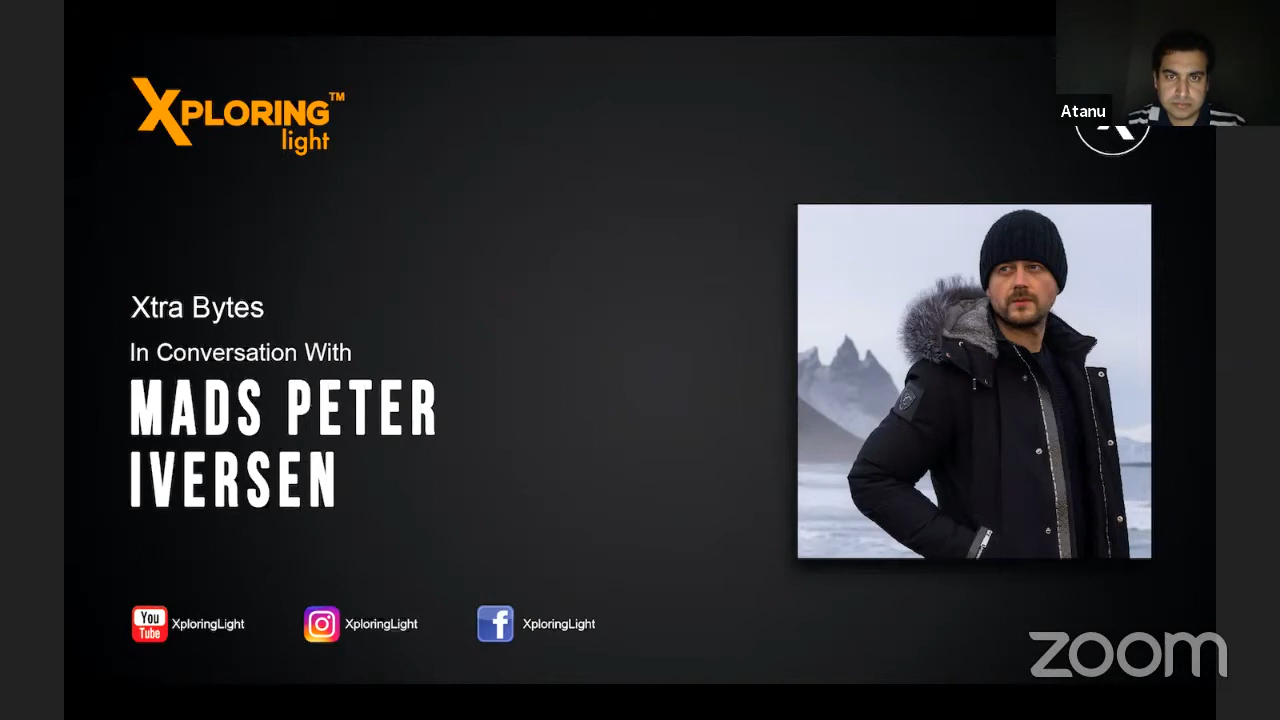 XPLORING™
light
Atanu
Xtra Bytes
In Conversation With
MADS PETER
IVERSEN
You
Tube
XploringLight
XploringLight
XploringLight
zoom